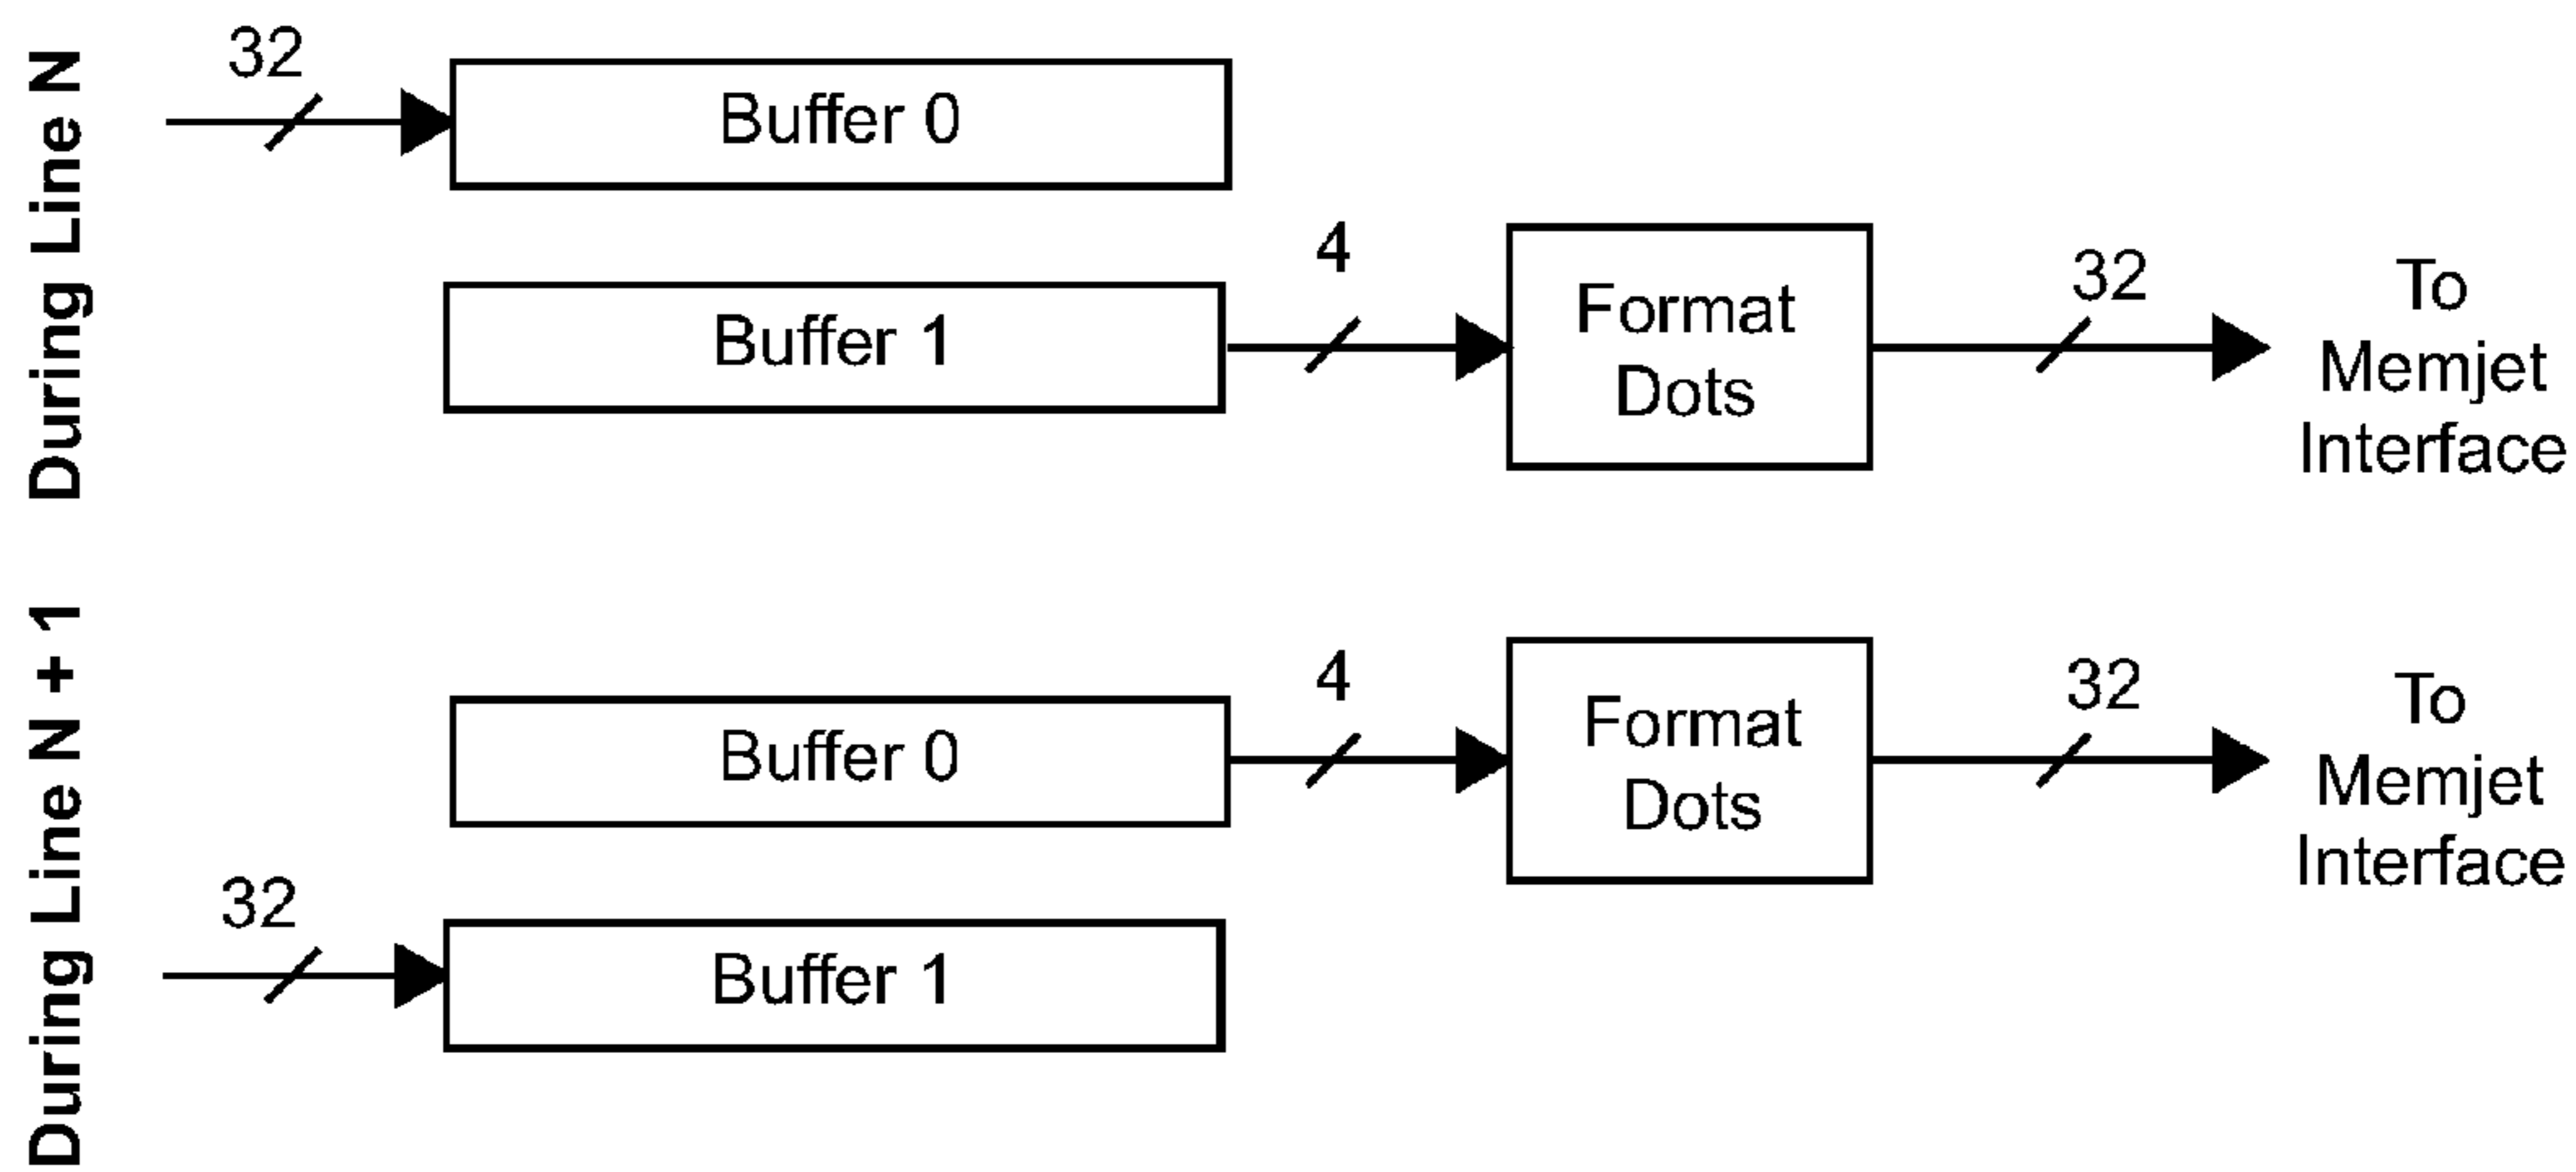 During Line N
32
Buffer 0
Buffer 1
4
Format
Dots
32
To
Memjet
Interface
During Line N + 1
Buffer 0
4
Format
Dots
32
To
Memjet
Interface
32
Buffer 1